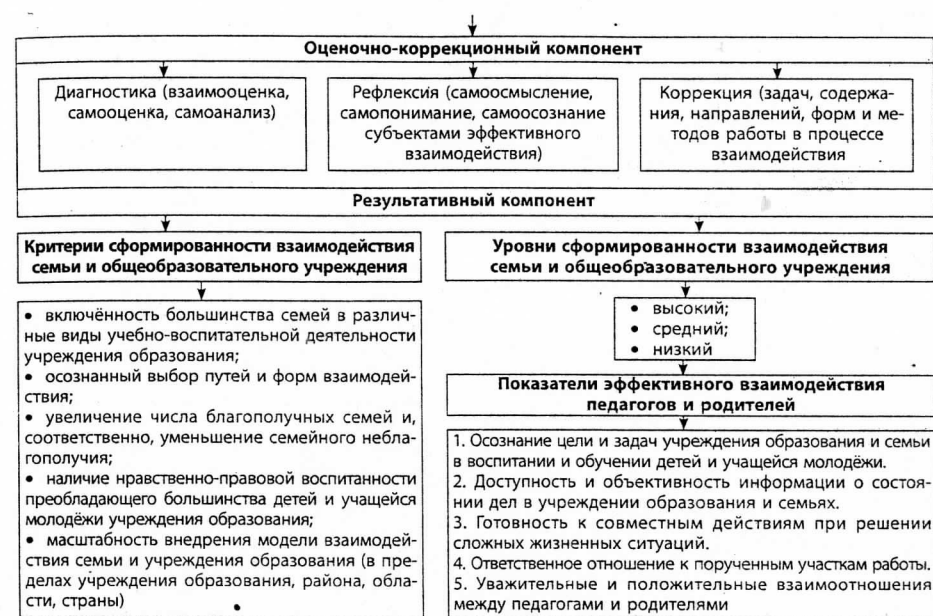 Оценочно-коррекционный компонент
Диагностика (взаимооценка,
самооценка, самоанализ)
Рефлексия (самоосмысление,
самопонимание, самоосознание
субъектами эффективного
взаимодействия)
Коррекция (задач, содержа-
ния, направлений, форм и ме-
тодов работы в процессе
взаимодействия
Результативный компонент
Критерии сформированности взаимодействия
семьи и общеобразовательного учреждения
• включённость большинства семей в различ-
ные виды учебно-воспитательной деятельности
учреждения образования;
• осознанный выбор путей и форм взаимодей-
ствия;
• увеличение числа благополучных семей и,
соответственно, уменьшение семейного небла-
гополучия;
• наличие нравственно-правовой воспитанности
преобладающего большинства детей и учащейся
молодёжи учреждения образования;
• масштабность внедрения модели взаимодей-
ствия семьи и учреждения образования (в пре-
делах учреждения образования, района, обла-
сти, страны)
Уровни сформированности взаимодействия
семьи и общеобразовательного учреждения
• высокий;
• средний;
• низкий
Показатели эффективного взаимодействия
педагогов и родителей
1. Осознание цели и задач учреждения образования и семьи
в воспитании и обучении детей и учащейся молодёжи.
2. Доступность и объективность информации о состоя-
нии дел в учреждении образования и семьях.
3. Готовность к совместным действиям при решении
сложных жизненных ситуаций.
4. Ответственное отношение к порученным участкам работы.
5. Уважительные и положительные взаимоотношения
между педагогами и родителями